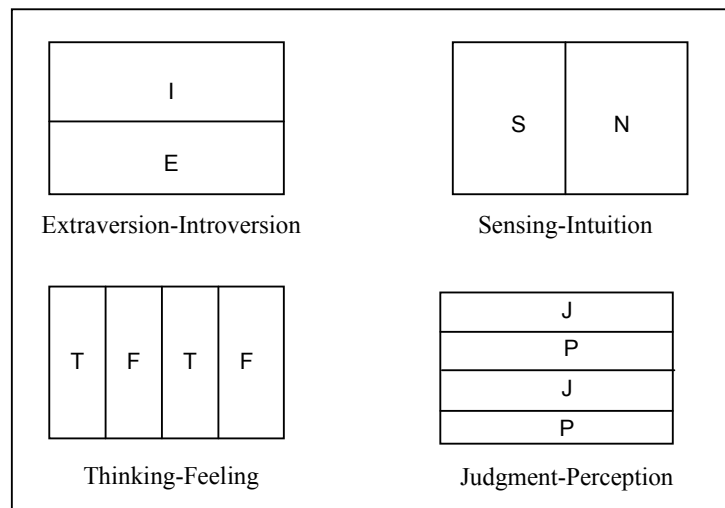 I
E
Extraversion-Introversion
S N
Sensing-Intuition
T F T F
Thinking-Feeling
J
P
J
P
Judgment-Perception